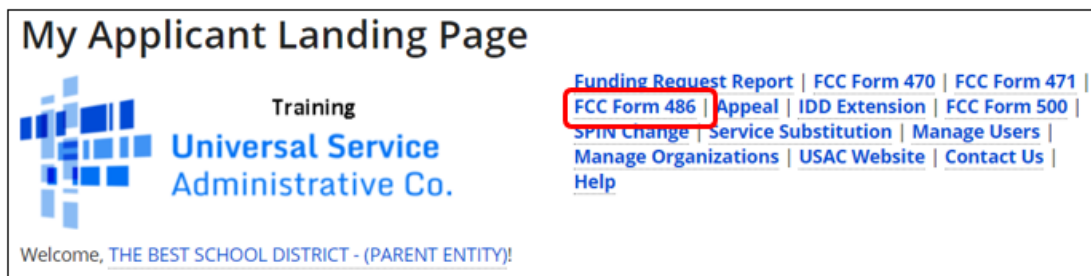 My Applicant Landing Page
Training
Universal Service
Administrative Co.
Funding Request Report | FCC Form 470 | FCC Form 471 |
FCC Form 486 | Appeal | IDD Extension | FCC Form 500 |
SPIN Change | Service Substitution | Manage Users |
Manage Organizations | USAC Website | Contact Us |
Help
Welcome, THE BEST SCHOOL DISTRICT - (PARENT ENTITY)!